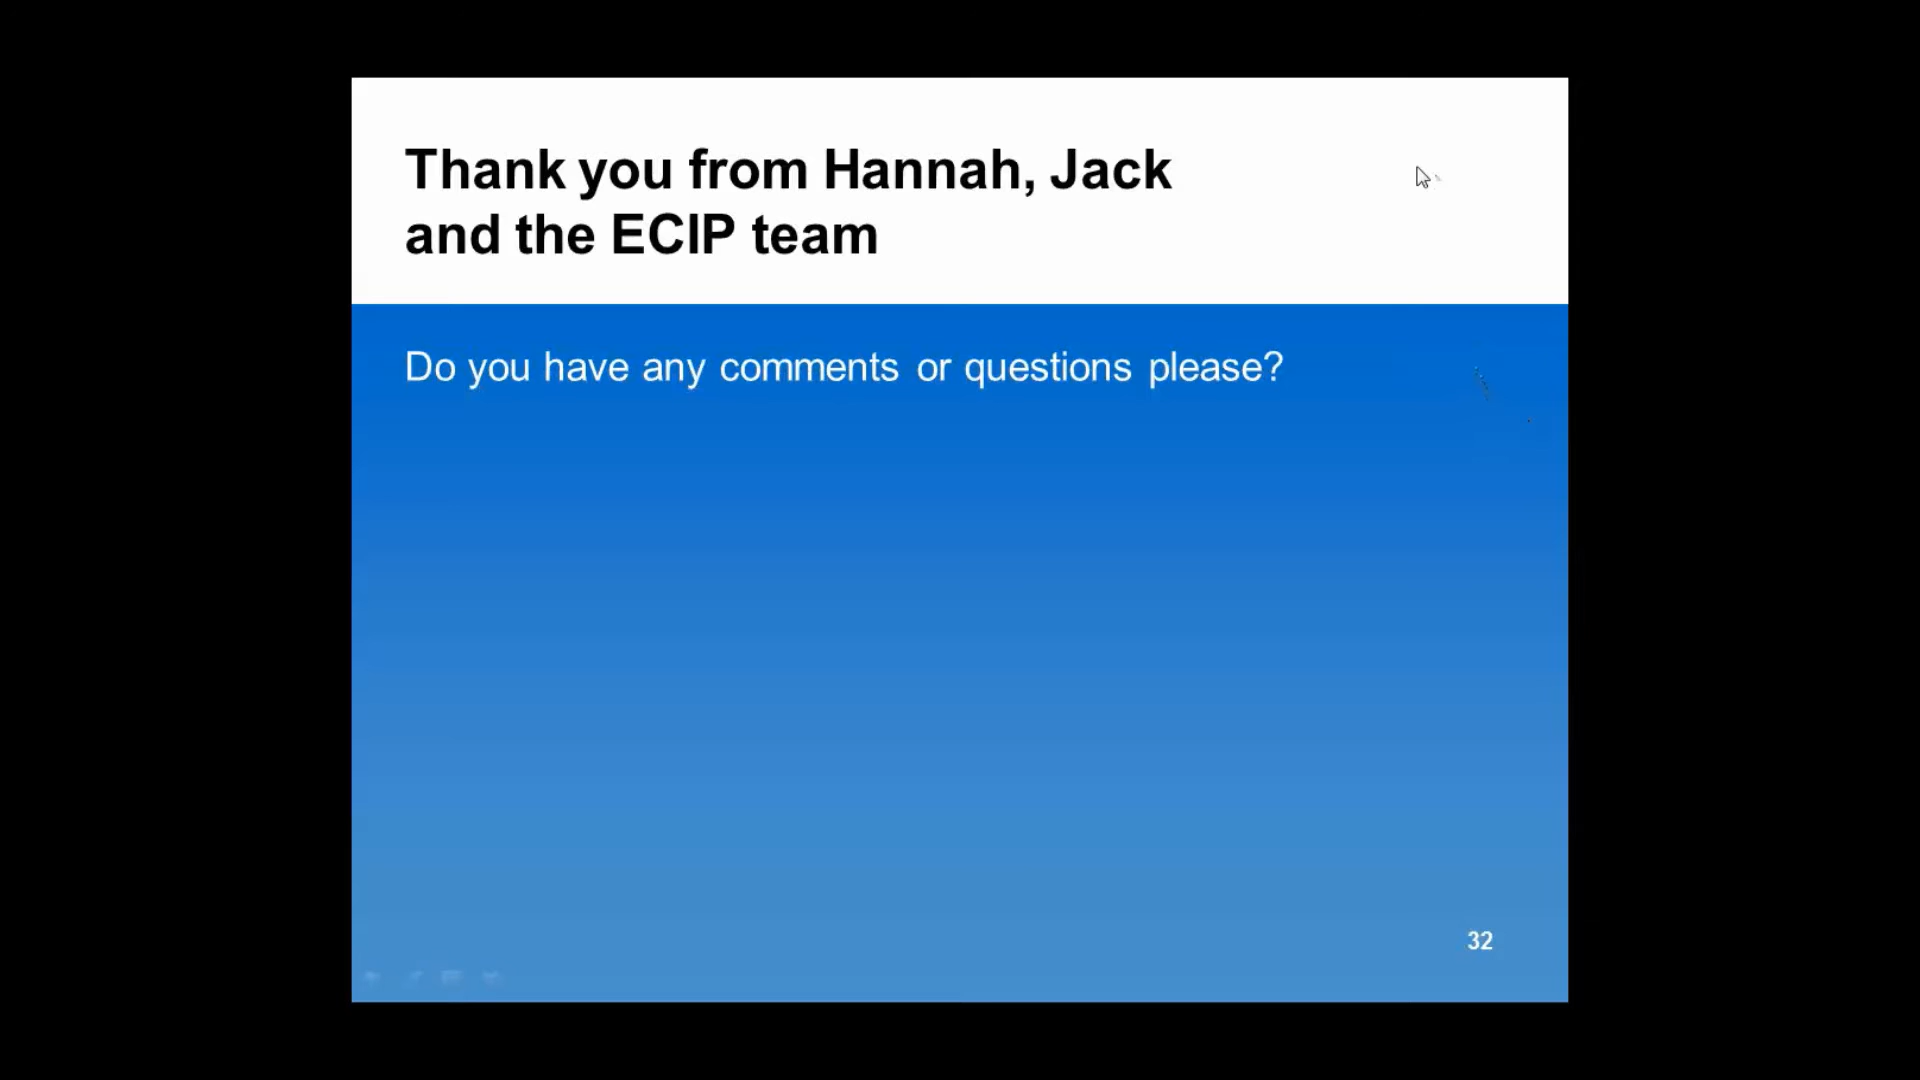 Thank you from Hannah, Jack
and the ECIP team
Do you have any comments or questions please?
32